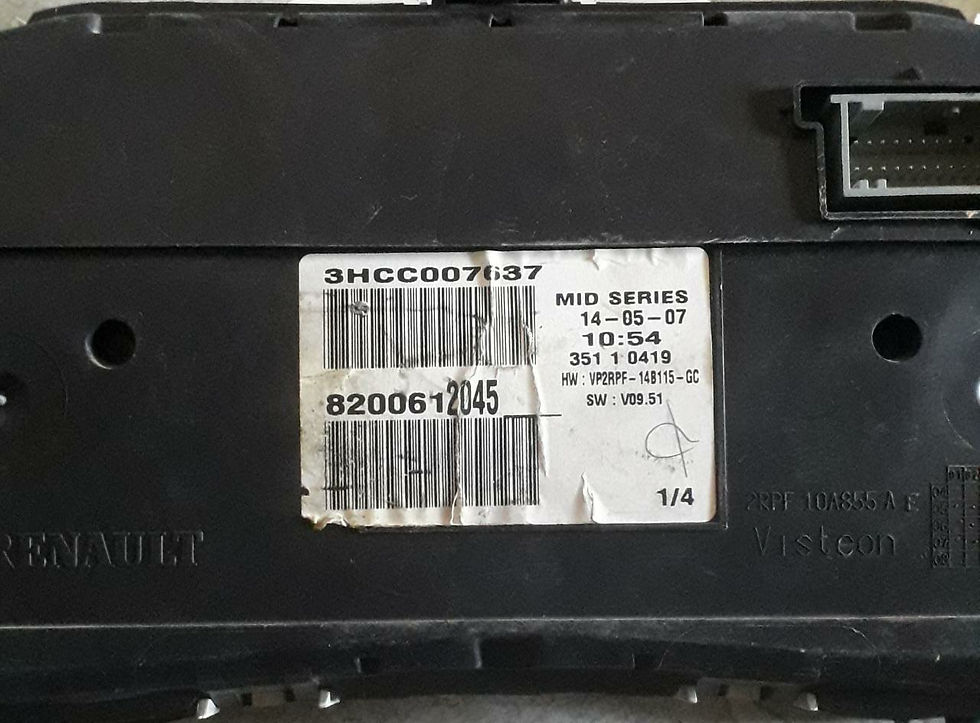 3HCC007637
MID SERIES
14-05-07
10:54
351 1 0419
HW : VP2RPF-14B115-GC
SW : V09.51
8200612045
1/4
RENAULT
2RPF 10A855 A E
Visteon